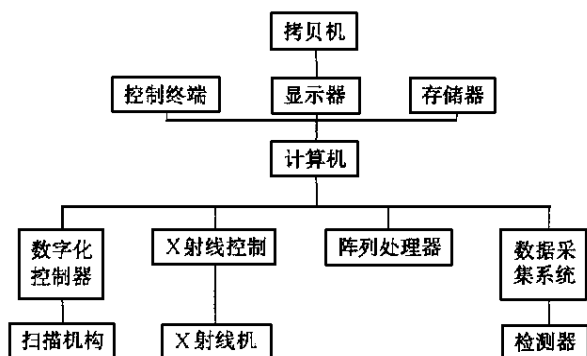 拷贝机
控制终端
显示器
存储器
计算机
数字化
控制器
X射线控制
阵列处理器
数据采
集系统
扫描机构
X射线机
检测器